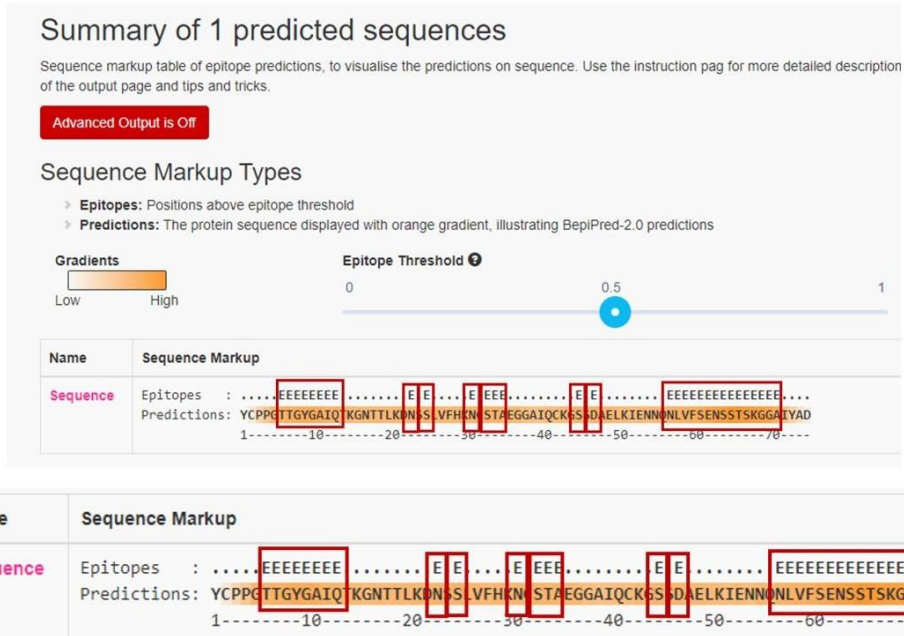 Summary of 1 predicted sequences
Sequence markup table of epitope predictions, to visualise the predictions on sequence. Use the instruction pag for more detailed description
of the output page and tips and tricks.
Advanced Output is Off
Sequence Markup Types
Epitopes: Positions above epitope threshold
Predictions: The protein sequence displayed with orange gradient, illustrating BepiPred-2.0 predictions
Gradients Epitope Threshold
Low High 0 0.5 1
Name Sequence Markup
Sequence Epitopes : .....EEEEEEEE ........E E.....E EEE.........E E........ EEEEEEEEEEEEEEE....
Predictions: YCPPGTTGYGAIQTKGNTTLKDNSSLVFHKNCSTAEGGAIQCKGSSDAELKIENNQNLVFSENSSTSKGGAIYAD
1--------10--------20--------30--------40--------50--------60--------70----
e Sequence Markup
uence Epitopes : .....EEEEEEEE ........E E.....E EEE.........E E........ EEEEEEEEEEEEE
Predictions: YCPPGTTGYGAIQTKGNTTLKDNSSLVFHKNCSTAEGGAIQCKGSSDAELKIENNQNLVFSENSSTSKG
1--------10--------20--------30--------40--------50--------60--------